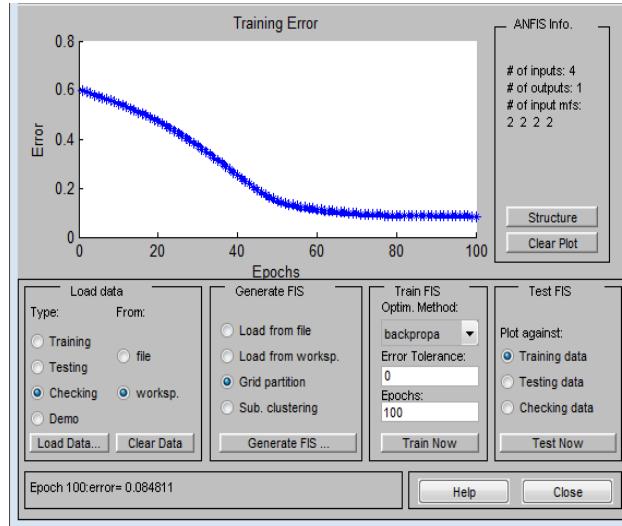 Training Error
0.8
0.6
0.4
0.2
0
Error
0
20
40
60
80
100
Epochs
ANFIS Info.
# of inputs: 4
# of outputs: 1
# of input mfs:
2 2 2 2
Structure
Clear Plot
Load data
Type:
From:
Training
Testing
Checking
Demo
file
worksp.
Load Data...
Clear Data
Generate FIS
Load from file
Load from worksp.
Grid partition
Sub. clustering
Generate FIS ...
Train FIS
Optim. Method:
backpropa
Error Tolerance:
0
Epochs:
100
Train Now
Test FIS
Plot against:
Training data
Testing data
Checking data
Test Now
Epoch 100:error= 0.084811
Help
Close